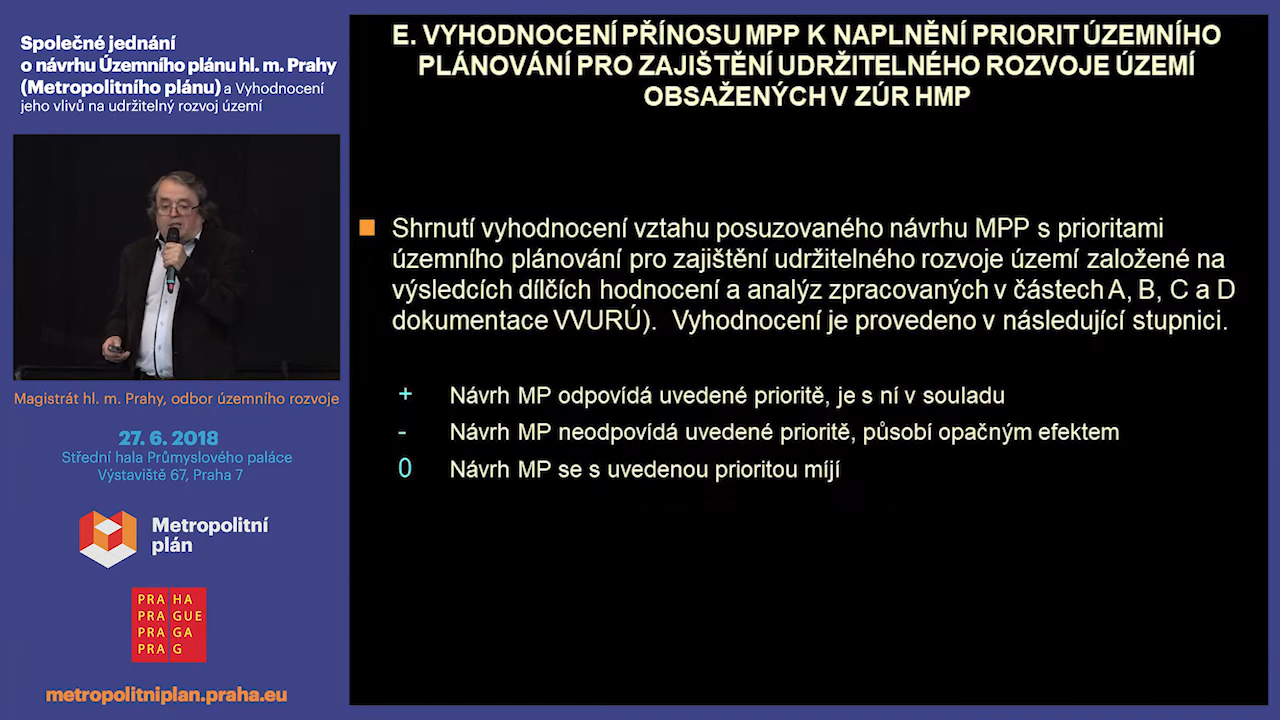 Společné jednání
o návrhu Územního plánu hl. m. Prahy
(Metropolitního plánu) a Vyhodnocení
jeho vlivů na udržitelný rozvoj území
Magistrát hl. m. Prahy, odbor územního rozvoje
27. 6. 2018
Střední hala Průmyslového paláce
Výstaviště 67, Praha 7
Metropolitní
plán
PRA HA
PRA GUE
PRA GA
PRA G
metropolitniplan.praha.eu
E. VYHODNOCENÍ PŘÍNOSU MPP K NAPLNĚNÍ PRIORIT ÚZEMNÍHO
PLÁNOVÁNÍ PRO ZAJIŠTĚNÍ UDRŽITELNÉHO ROZVOJE ÚZEMÍ
OBSAŽENÝCH V ZÚR HMP
Shrnutí vyhodnocení vztahu posuzovaného návrhu MPP s prioritami
územního plánování pro zajištění udržitelného rozvoje území založené na
výsledcích dílčích hodnocení a analýz zpracovaných v částech A, B, C a D
dokumentace VVURÚ). Vyhodnocení je provedeno v následující stupnici.
+ Návrh MP odpovídá uvedené prioritě, je s ní v souladu
- Návrh MP neodpovídá uvedené prioritě, působí opačným efektem
0 Návrh MP se s uvedenou prioritou míjí